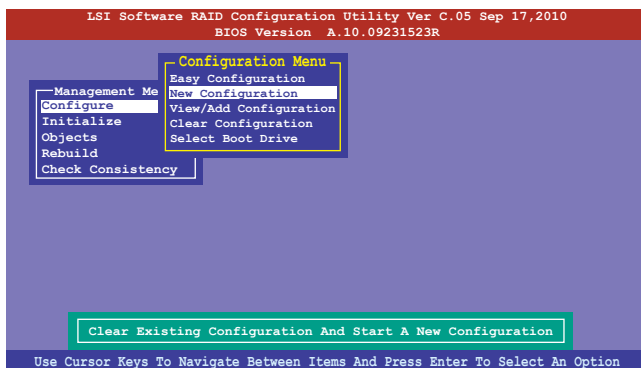 LSI Software RAID Configuration Utility Ver C.05 Sep 17,2010
BIOS Version A.10.09231523R
Configuration Menu
Easy Configuration
New Configuration
View/Add Configuration
Clear Configuration
Select Boot Drive
Management Me
Configure
Initialize
Objects
Rebuild
Check Consistency
Clear Existing Configuration And Start A New Configuration
Use Cursor Keys To Navigate Between Items And Press Enter To Select An Option